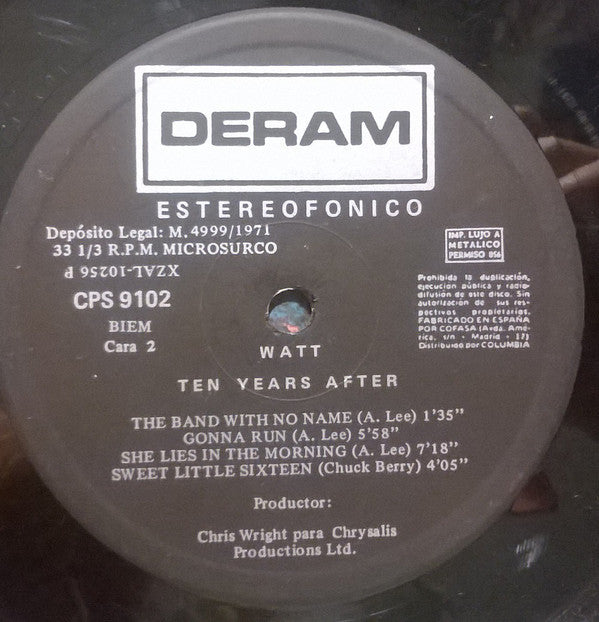 DERAM
ESTEREOFONICO
Depósito Legal: M. 4999/1971
33 1/3 R.P.M. MICROSURCO
XZAL-10256 P
CPS 9102
BIEM
Cara 2
IMP. LUJO A
METALICO
PERMISO 856
Prohibida la duplicación,
ejecucion pública y radio-
difusión de este disco. Sin
autorizacion de sus res-
pectivos propietarios.
FABRICADO EN ESPAÑA
POR COFASA (Avda. Amé-
rica, s/n - Madrid - 17)
Distribuido por COLUMBIA
WATT
TEN YEARS AFTER
THE BAND WITH NO NAME (A. Lee) 1'35"
GONNA RUN (A. Lee) 5'58"
SHE LIES IN THE MORNING (A. Lee) 7'18"
SWEET LITTLE SIXTEEN (Chuck Berry) 4'05"
Productor:
Chris Wright para Chrysalis
Productions Ltd.